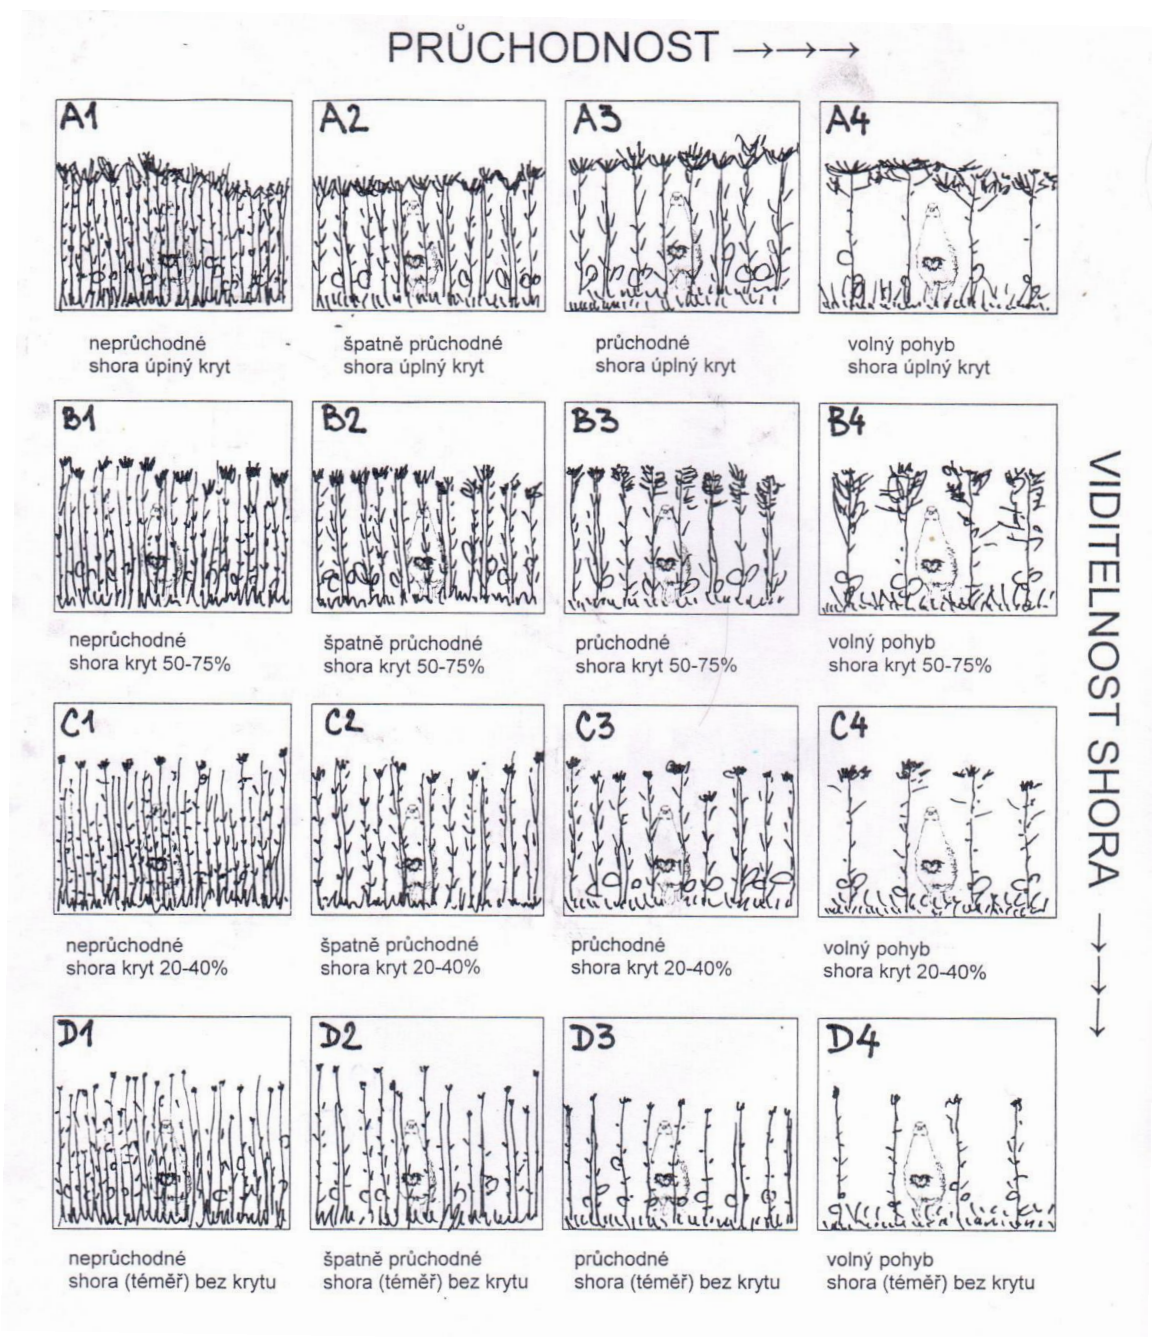 PRŮCHODNOST →→→
A1
neprůchodné
shora úpiný kryt
A2
špatně průchodné
shora úplný kryt
A3
průchodné
shora úplný kryt
A4
volný pohyb
shora úplný kryt
B1
neprůchodné
shora kryt 50-75%
B2
špatně průchodné
shora kryt 50-75%
B3
průchodné
shora kryt 50-75%
B4
volný pohyb
shora kryt 50-75%
C1
neprůchodné
shora kryt 20-40%
C2
špatně průchodné
shora kryt 20-40%
C3
průchodné
shora kryt 20-40%
C4
volný pohyb
shora kryt 20-40%
D1
neprůchodné
shora (téměř) bez krytu
D2
špatně průchodné
shora (téměř) bez krytu
D3
průchodné
shora (téměř) bez krytu
D4
volný pohyb
shora (téměř) bez krytu
VIDITELNOST SHORA →→→